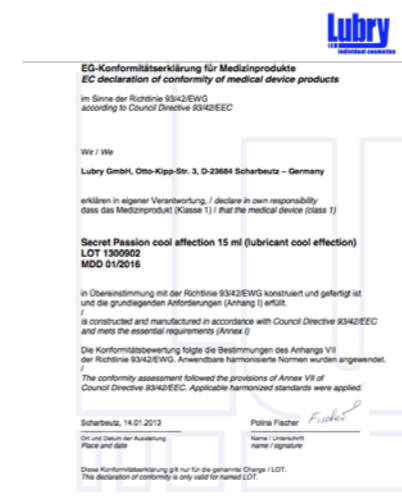 Lubry
individual cosmetics
EG-Konformitätserklärung für Medizinprodukte
EC declaration of conformity of medical device products
im Sinne der Richtlinie 93/42/EWG
according to Council Directive 93/42/EEC
Wir / We
Lubry GmbH, Otto-Kipp-Str. 3, D-23684 Scharbeutz – Germany
erklären in eigener Verantwortung, / declare in own responsibility
dass das Medizinprodukt (Klasse 1) / that the medical device (class 1)
Secret Passion cool affection 15 ml (lubricant cool effection)
LOT 1300902
MDD 01/2016
in Übereinstimmung mit der Richtlinie 93/42/EWG konstruiert und gefertigt ist
und die grundlegenden Anforderungen (Anhang I) erfüllt.
/
is constructed and manufactured in accordance with Council Directive 93/42/EEC
and mets the essential requirements (Annex I)
Die Konformitätsbewertung folgte die Bestimmungen des Anhangs VII
der Richtlinie 93/42/EWG. Anwendbare harmonisierte Normen wurden angewendet.
/
The conformity assessment followed the provisions of Annex VII of
Council Directive 93/42/EEC. Applicable harmonized standards were applied.
Scharbeutz, 14.01.2013 Polina Fischer Fischer
Ort und Datum der Ausstellung Name / Unterschrift
Place and date name / signature
Diese Konformitätserklärung gilt nur für die genannte Charge / LOT.
This declaration of conformity is only valid for named LOT.